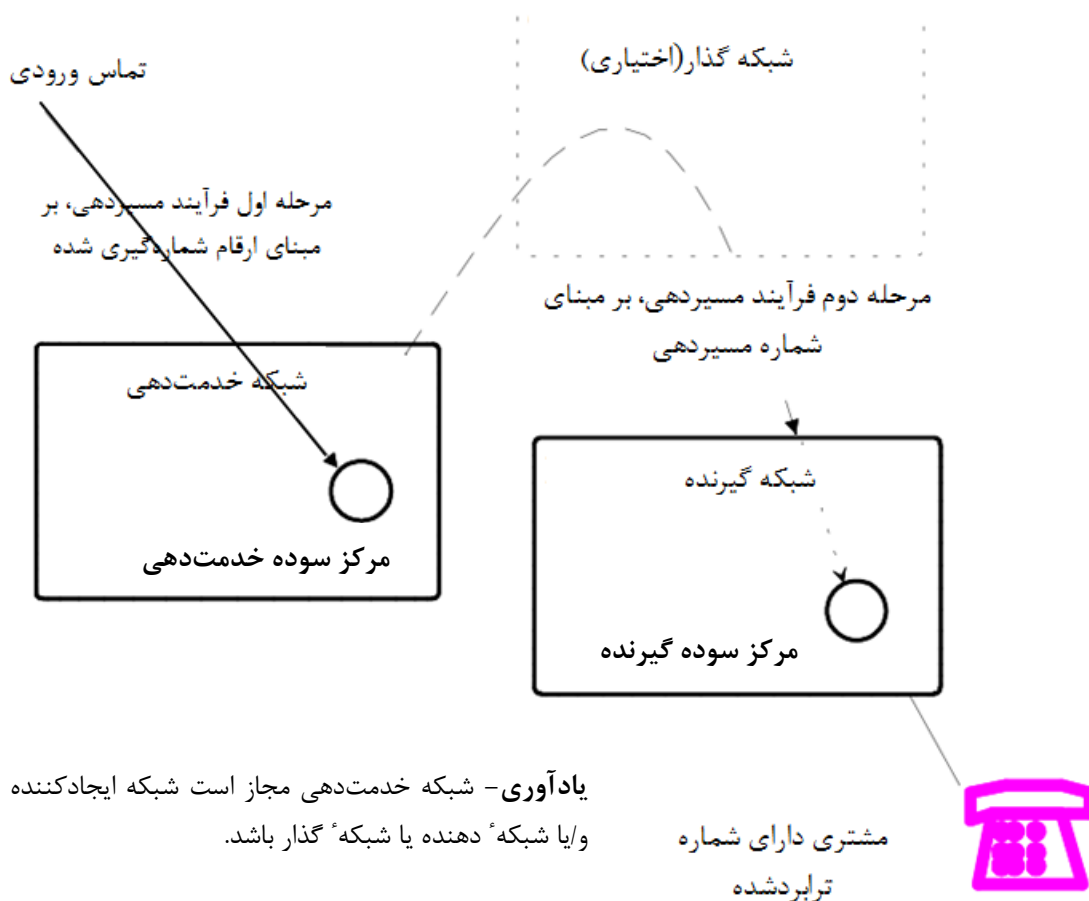 تماس ورودی
شبکه گذار(اختیاری)
مرحله اول فرآیند مسیردهی، بر
مبنای ارقام شماره‌گیری شده
مرحله دوم فرآیند مسیردهی، بر مبنای
شماره مسیردهی
شبکه خدمت‌دهی
مرکز سوده خدمت‌دهی
شبکه گیرنده
مرکز سوده گیرنده
یادآوری- شبکه خدمت‌دهی مجاز است شبکه ایجادکننده
و/یا شبکهٔ دهنده یا شبکهٔ گذار باشد.
مشتری دارای شماره
ترابردشده